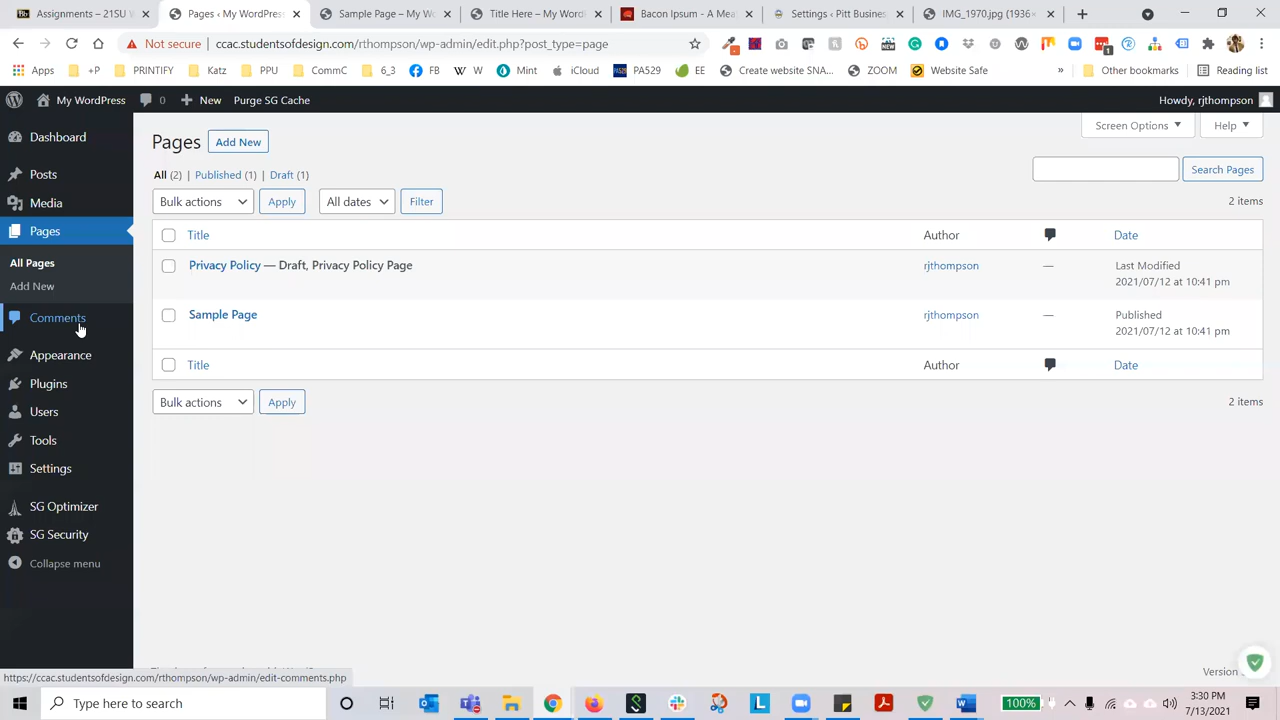 Assignments – 21SU W
Pages ‹ My WordPress
Sample Page – My Wo
Title Here – My Word
Bacon Ipsum - A Mea
Settings ‹ Pitt Busines
IMG_1970.jpg (1936×
Not secure
ccac.studentsofdesign.com/rthompson/wp-admin/edit.php?post_type=page
Apps
+P
PRINTIFY
Katz
PPU
CommC
6_3
FB
W
Mint
iCloud
PA529
EE
Create website SNA...
ZOOM
Website Safe
»
Other bookmarks
Reading list
My WordPress
0
New
Purge SG Cache
Howdy, rjthompson
Dashboard
Posts
Media
Pages
All Pages
Add New
Comments
Appearance
Plugins
Users
Tools
Settings
SG Optimizer
SG Security
Collapse menu
Pages
Add New
Screen Options
Help
All (2) | Published (1) | Draft (1)
Search Pages
Bulk actions
Apply
All dates
Filter
2 items
Title
Author
Date
Privacy Policy — Draft, Privacy Policy Page
rjthompson
—
Last Modified
2021/07/12 at 10:41 pm
Sample Page
rjthompson
—
Published
2021/07/12 at 10:41 pm
Title
Author
Date
Bulk actions
Apply
2 items
Version
https://ccac.studentsofdesign.com/rthompson/wp-admin/edit-comments.php
Type here to search
100%
3:30 PM
7/13/2021